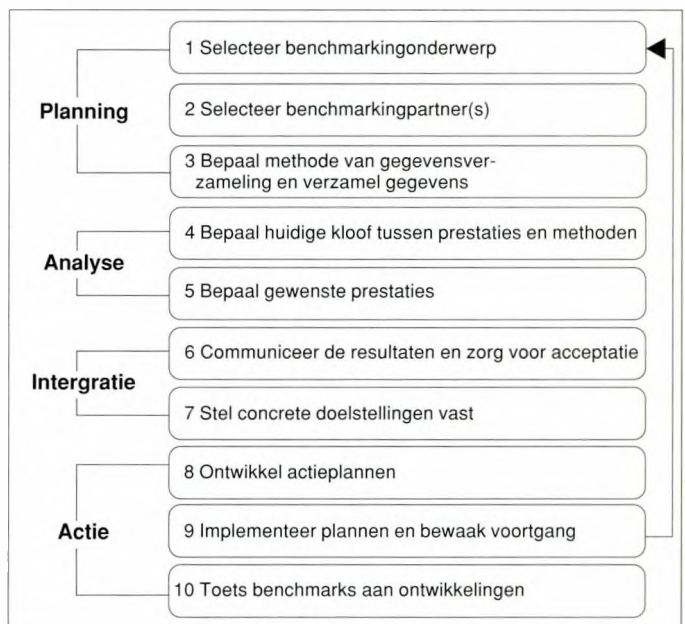 Planning
1 Selecteer benchmarkingonderwerp
2 Selecteer benchmarkingpartner(s)
3 Bepaal methode van gegevensver-
zameling en verzamel gegevens
Analyse
4 Bepaal huidige kloof tussen prestaties en methoden
5 Bepaal gewenste prestaties
Intergratie
6 Communiceer de resultaten en zorg voor acceptatie
7 Stel concrete doelstellingen vast
Actie
8 Ontwikkel actieplannen
9 Implementeer plannen en bewaak voortgang
10 Toets benchmarks aan ontwikkelingen